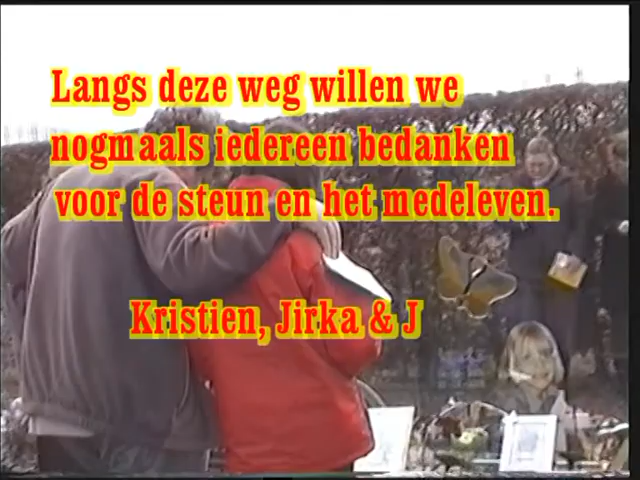 Langs deze weg willen we
nogmaals iedereen bedanken
voor de steun en het medeleven.
Kristien, Jirka & J